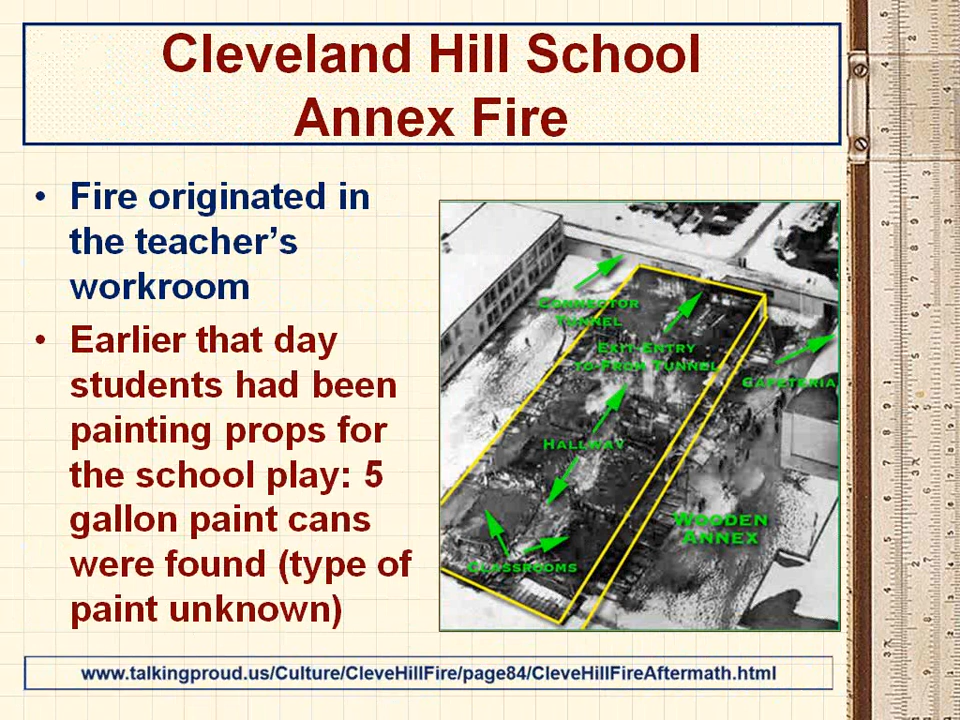 Cleveland Hill School
Annex Fire
• Fire originated in
the teacher's
workroom
• Earlier that day
students had been
painting props for
the school play: 5
gallon paint cans
were found (type of
paint unknown)
Connector
Tunnel
Exit-Entry
to-from Tunnel
Cafeteria
Hallway
Wooden
Annex
Classrooms
www.talkingproud.us/Culture/CleveHillFire/page84/CleveHillFireAftermath.html